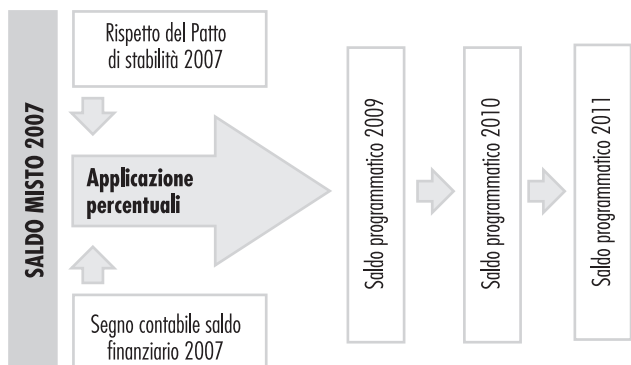 SALDO MISTO 2007
Rispetto del Patto
di stabilità 2007
Applicazione
percentuali
Segno contabile saldo
finanziario 2007
Saldo programmatico 2009
Saldo programmatico 2010
Saldo programmatico 2011